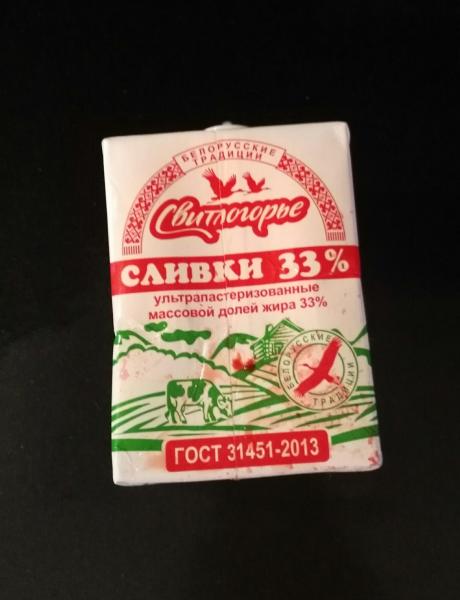 БЕЛОРУССКИЕ
ТРАДИЦИИ
Свитлогорье
СЛИВКИ 33%
ультрапастеризованные
массовой долей жира 33%
БЕЛОРУССКИЕ
ТРАДИЦИИ
ГОСТ 31451-2013